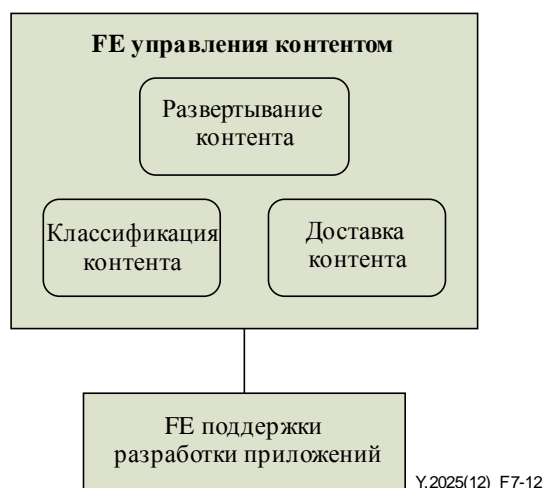 FE управления контентом
Развертывание
контента
Классификация
контента
Доставка
контента
FE поддержки
разработки приложений
Y.2025(12)_F7-12